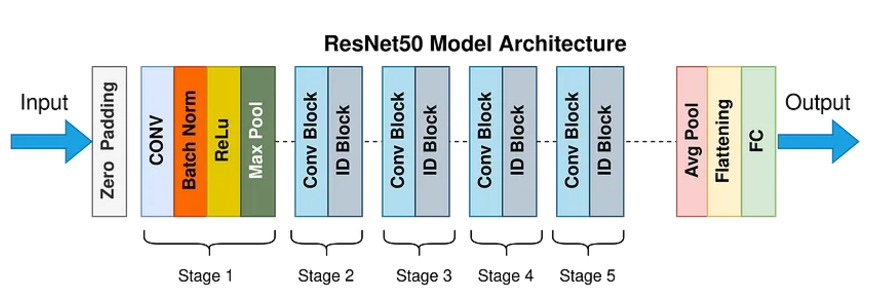 ResNet50 Model Architecture
Input
Zero Padding
CONV
Batch Norm
ReLu
Max Pool
Conv Block
ID Block
Conv Block
ID Block
Conv Block
ID Block
Conv Block
ID Block
Avg Pool
Flattening
FC
Output
Stage 1
Stage 2
Stage 3
Stage 4
Stage 5